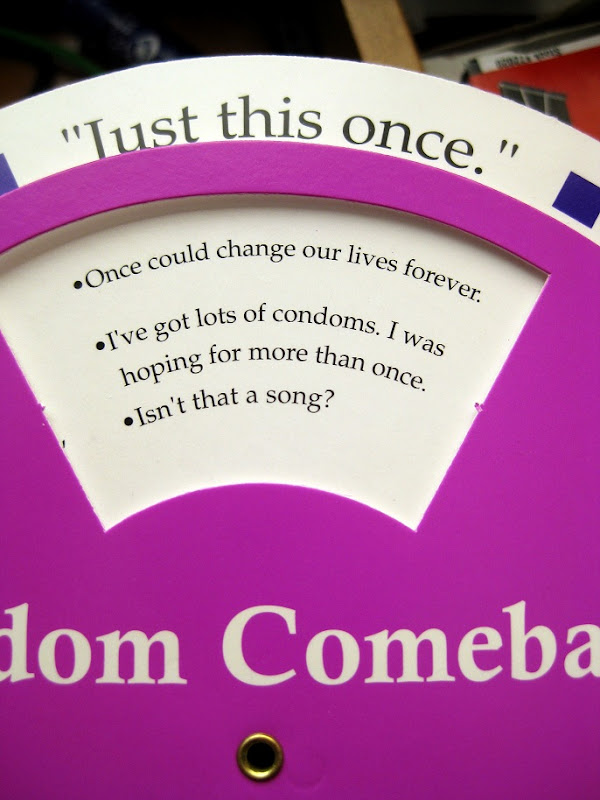 "Just this once."
•Once could change our lives forever.
•I've got lots of condoms. I was
hoping for more than once.
•Isn't that a song?
dom Comeba